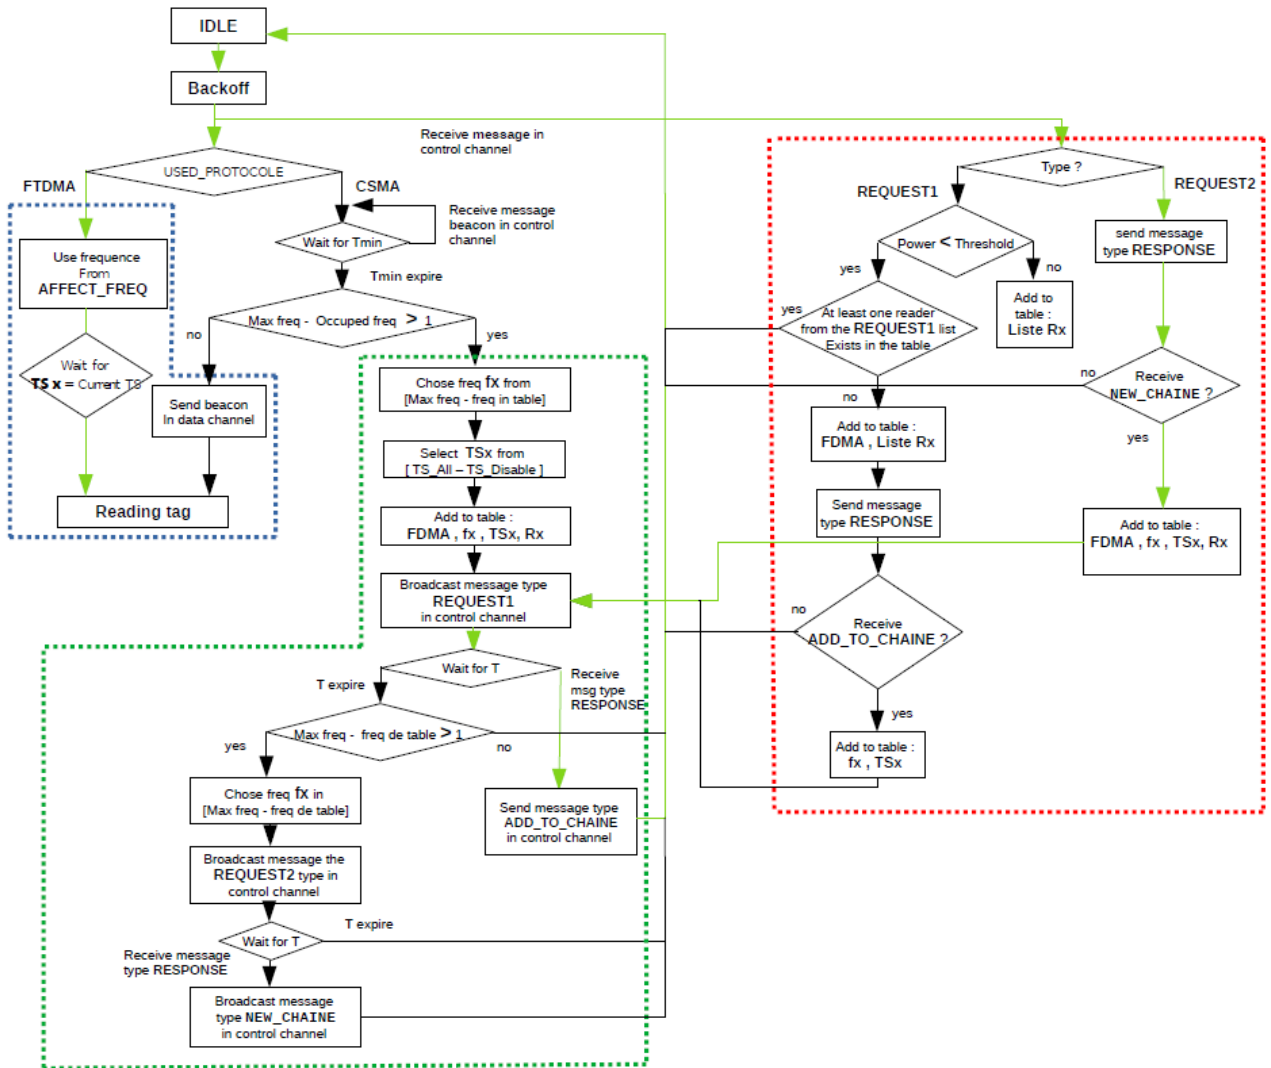 IDLE
Backoff
Receive message in
control channel
USED_PROTOCOLE
FTDMA
CSMA
Receive message
beacon in control
channel
Wait for Tmin
Tmin expire
Use frequence
From
AFFECT_FREQ
Max freq - Occuped freq > 1
no
yes
Wait for
TS x = Current TS
Send beacon
In data channel
Reading tag
Chose freq fx from
[Max freq - freq in table]
Select TSx from
[ TS_All – TS_Disable ]
Add to table :
FDMA , fx , TSx, Rx
Broadcast message type
REQUEST1
in control channel
Wait for T
T expire
Receive
msg type
RESPONSE
Max freq - freq de table > 1
yes
no
Chose freq fx in
[Max freq - freq de table]
Send message type
ADD_TO_CHAINE
in control channel
Broadcast message the
REQUEST2 type in
control channel
T expire
Wait for T
Receive message
type RESPONSE
Broadcast message
type NEW_CHAINE
in control channel
Type ?
REQUEST1
REQUEST2
Power < Threshold
send message
type RESPONSE
yes
no
Add to
table :
Liste Rx
yes
At least one reader
from the REQUEST1 list
Exists in the table
no
no
Receive
NEW_CHAINE ?
yes
Add to table :
FDMA , Liste Rx
Send message
type RESPONSE
Add to table :
FDMA , fx , TSx, Rx
no
Receive
ADD_TO_CHAINE ?
yes
Add to table :
fx , TSx